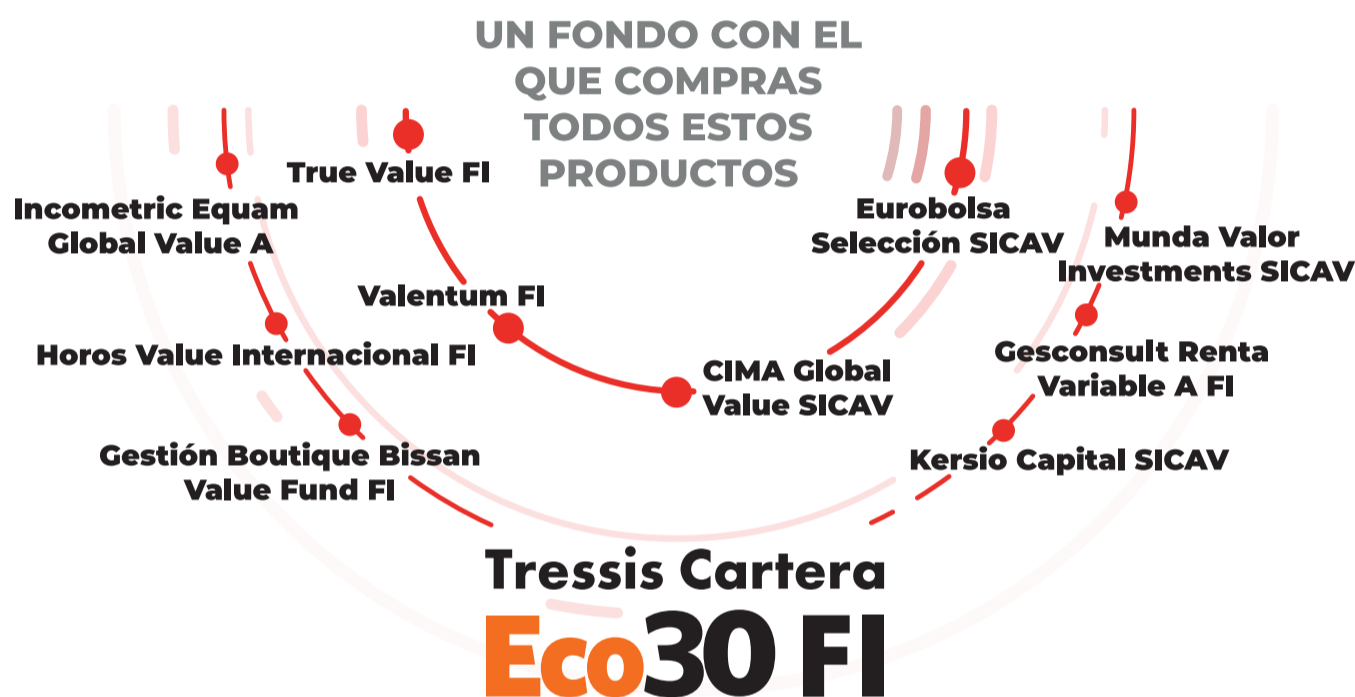 UN FONDO CON EL
QUE COMPRAS
TODOS ESTOS
PRODUCTOS
True Value FI
Incometric Equam
Global Value A
Eurobolsa
Selección SICAV
Munda Valor
Investments SICAV
Valentum FI
Horos Value Internacional FI
CIMA Global
Value SICAV
Gesconsult Renta
Variable A FI
Gestión Boutique Bissan
Value Fund FI
Kersio Capital SICAV
Tressis Cartera
Eco30 FI